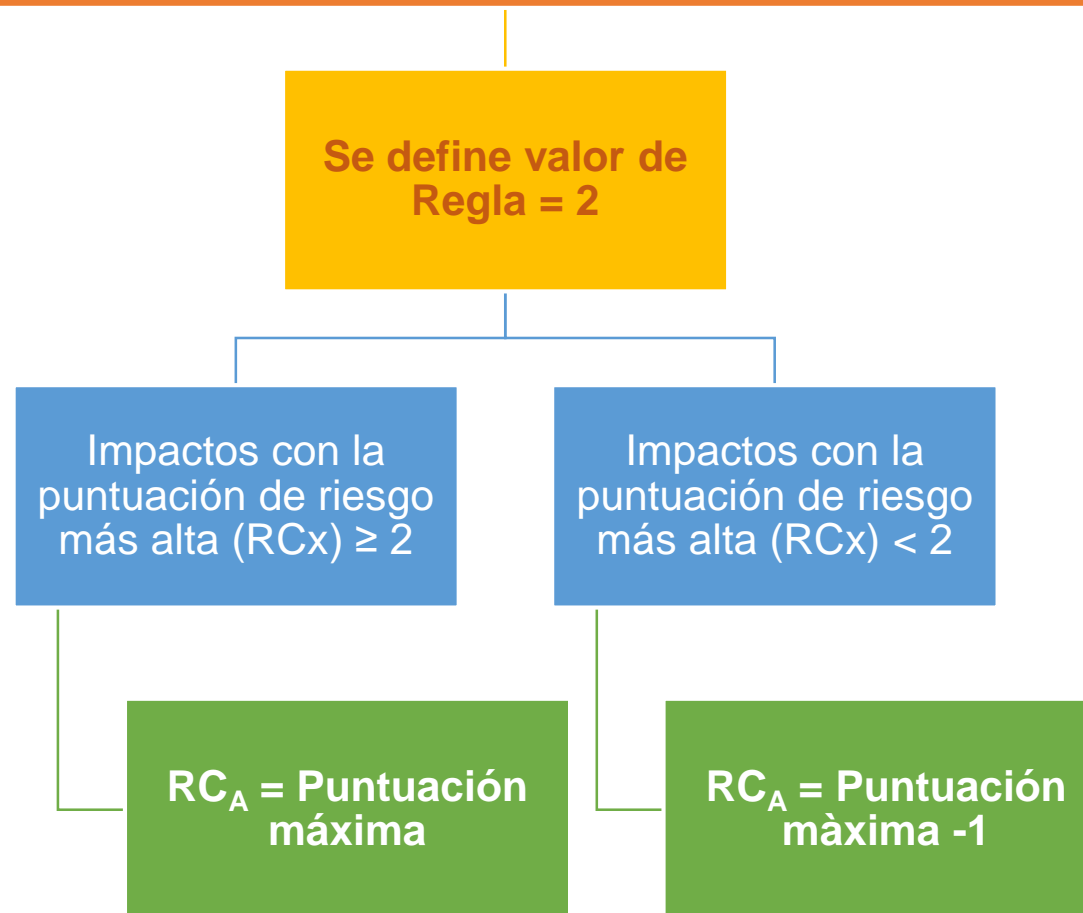 Se define valor de
Regla = 2
Impactos con la
puntuación de riesgo
más alta (RCx) ≥ 2
Impactos con la
puntuación de riesgo
más alta (RCx) < 2
RCA = Puntuación
máxima
RCA = Puntuación
màxima -1